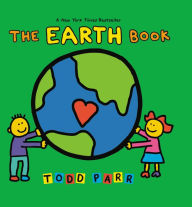 A New York Times Bestseller
THE EARTH BOOK
TODD PARR